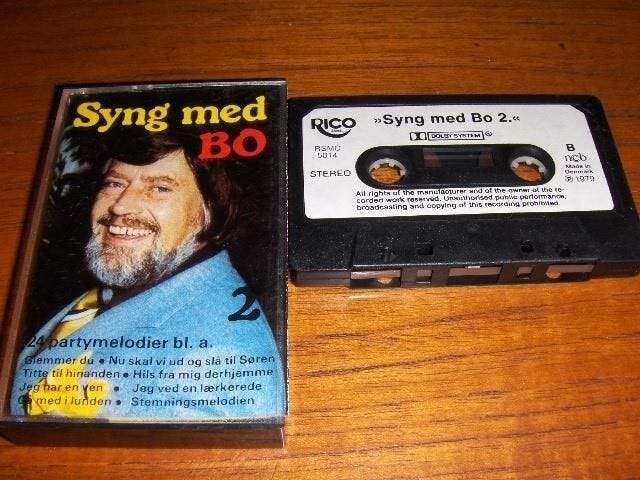 Syng med
BO
2
24 partymelodier bl. a.
Glemmer du • Nu skal vi ud og slå til Søren
Titte til hinanden • Hils fra mig derhjemme
Jeg har en ven • Jeg ved en lærkerede
Gå med i lunden • Stemningsmelodien
RICO
»Syng med Bo 2.«
DOLBY SYSTEM
RSMC
5014
STEREO
B
ncb
Made in
Denmark
℗ 1979
All rights of the manufacturer and of the owner of the re-
corded work reserved. Unauthorised public performance,
broadcasting and copying of this recording prohibited.